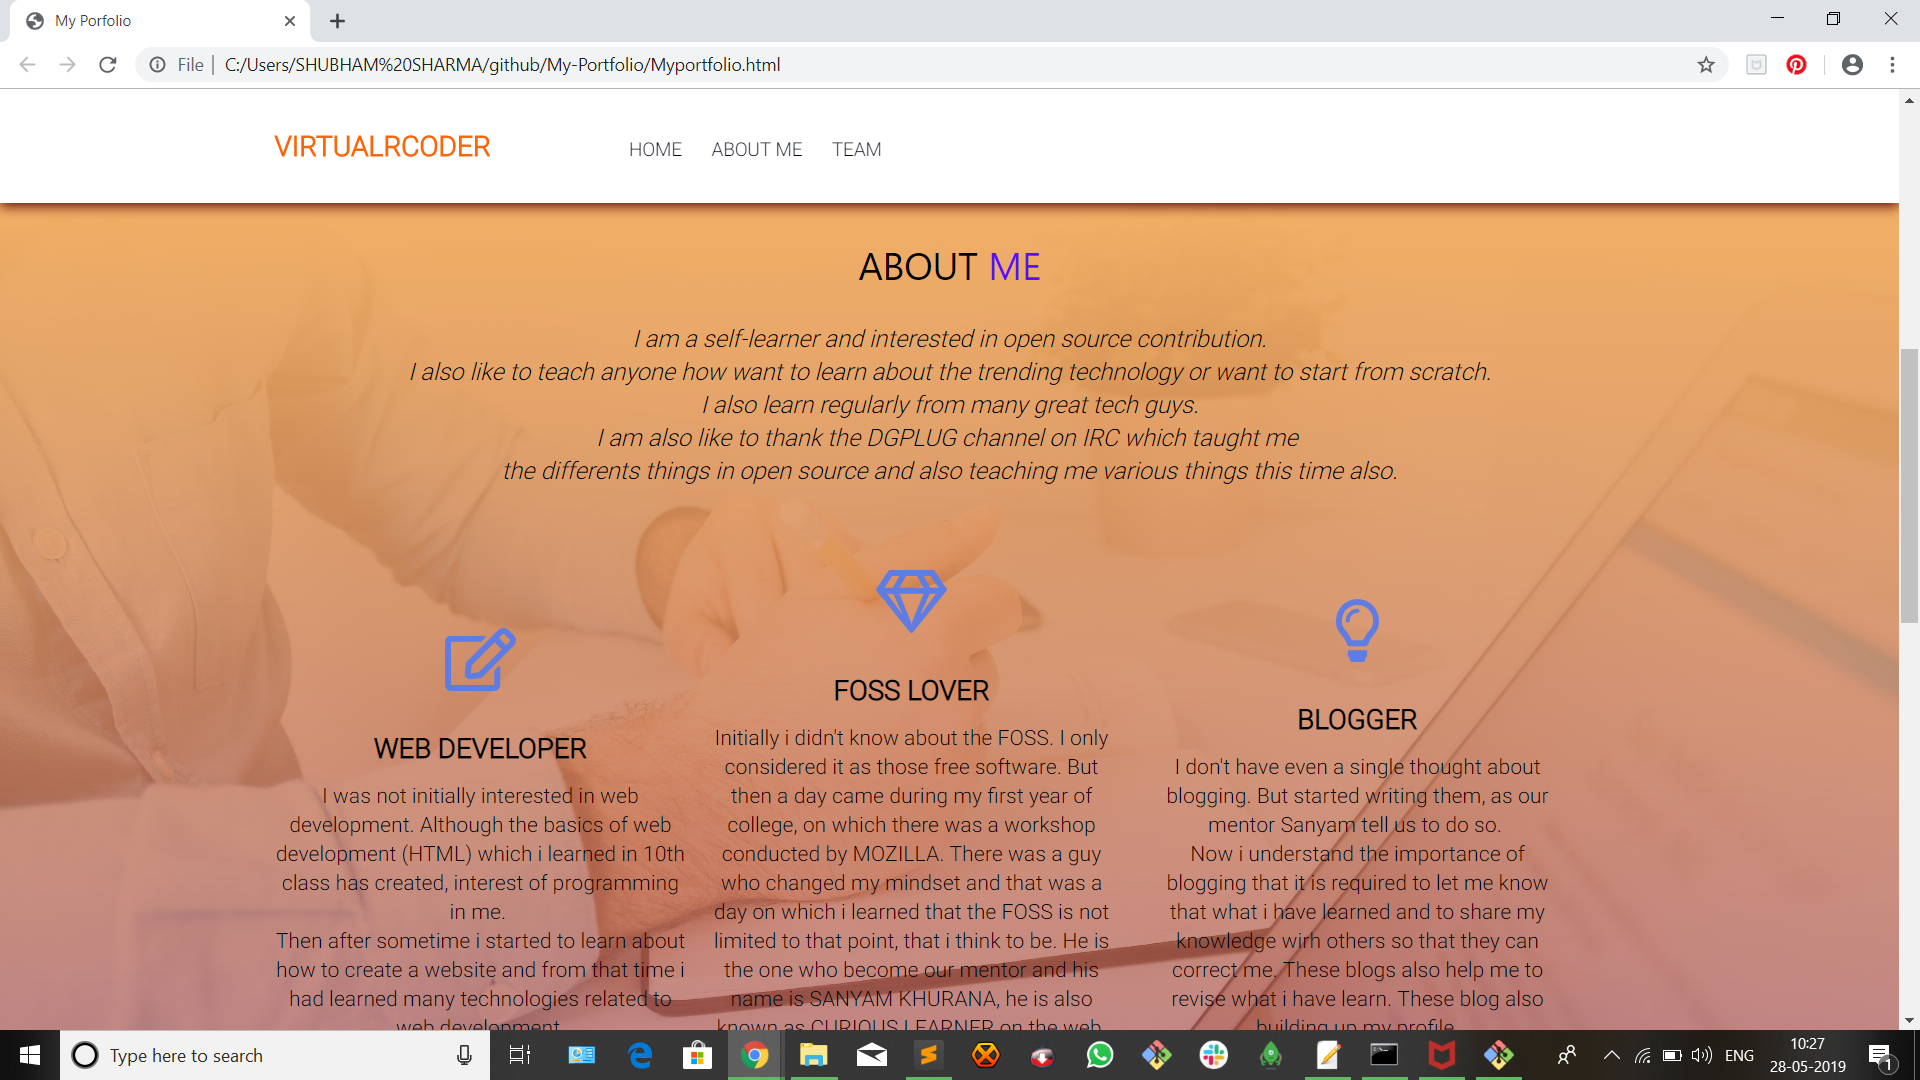 My Porfolio
File | C:/Users/SHUBHAM%20SHARMA/github/My-Portfolio/Myportfolio.html
VIRTUALRCODER
HOME ABOUT ME TEAM
ABOUT ME
I am a self-learner and interested in open source contribution.
I also like to teach anyone how want to learn about the trending technology or want to start from scratch.
I also learn regularly from many great tech guys.
I am also like to thank the DGPLUG channel on IRC which taught me
the differents things in open source and also teaching me various things this time also.
WEB DEVELOPER
I was not initially interested in web
development. Although the basics of web
development (HTML) which i learned in 10th
class has created, interest of programming
in me.
Then after sometime i started to learn about
how to create a website and from that time i
had learned many technologies related to
web development.
FOSS LOVER
Initially i didn't know about the FOSS. I only
considered it as those free software. But
then a day came during my first year of
college, on which there was a workshop
conducted by MOZILLA. There was a guy
who changed my mindset and that was a
day on which i learned that the FOSS is not
limited to that point, that i think to be. He is
the one who become our mentor and his
name is SANYAM KHURANA, he is also
known as CURIOUS LEARNER on the web
BLOGGER
I don't have even a single thought about
blogging. But started writing them, as our
mentor Sanyam tell us to do so.
Now i understand the importance of
blogging that it is required to let me know
that what i have learned and to share my
knowledge wirh others so that they can
correct me. These blogs also help me to
revise what i have learn. These blog also
building up my profile.
Type here to search
ENG
10:27
28-05-2019
1